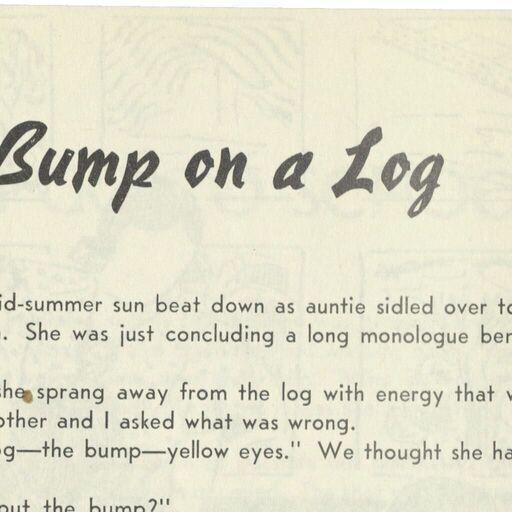 Bump on a Log
id-summer sun beat down as auntie sidled over to
. She was just concluding a long monologue ber
she sprang away from the log with energy that
other and I asked what was wrong.
og—the bump—yellow eyes." We thought she ha
out the bump?"